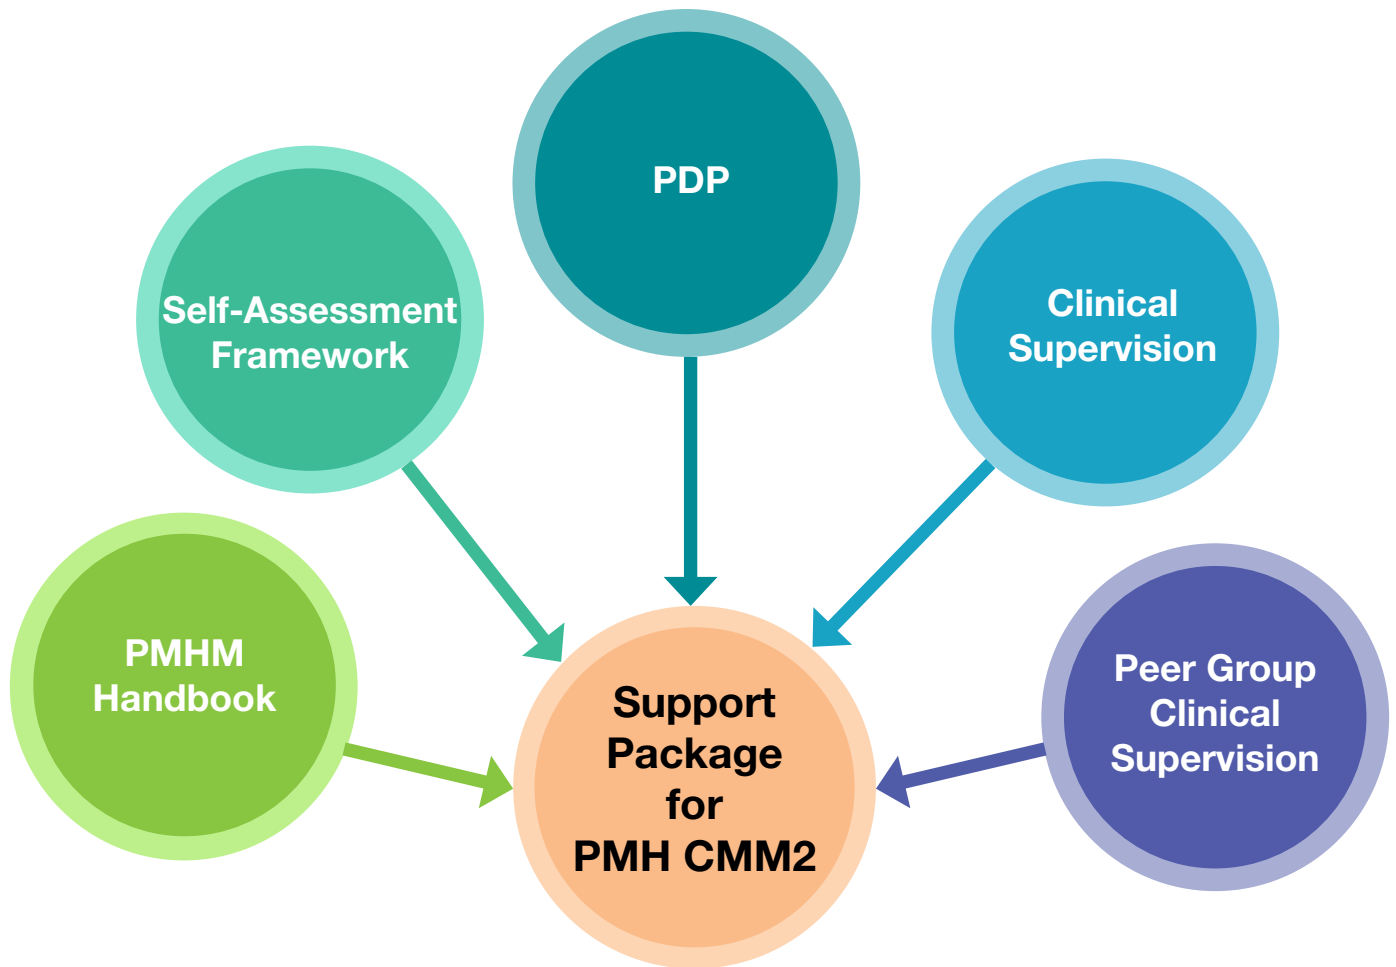 PDP
Self-Assessment
Framework
Clinical
Supervision
PMHM
Handbook
Peer Group
Clinical
Supervision
Support
Package
for
PMH CMM2